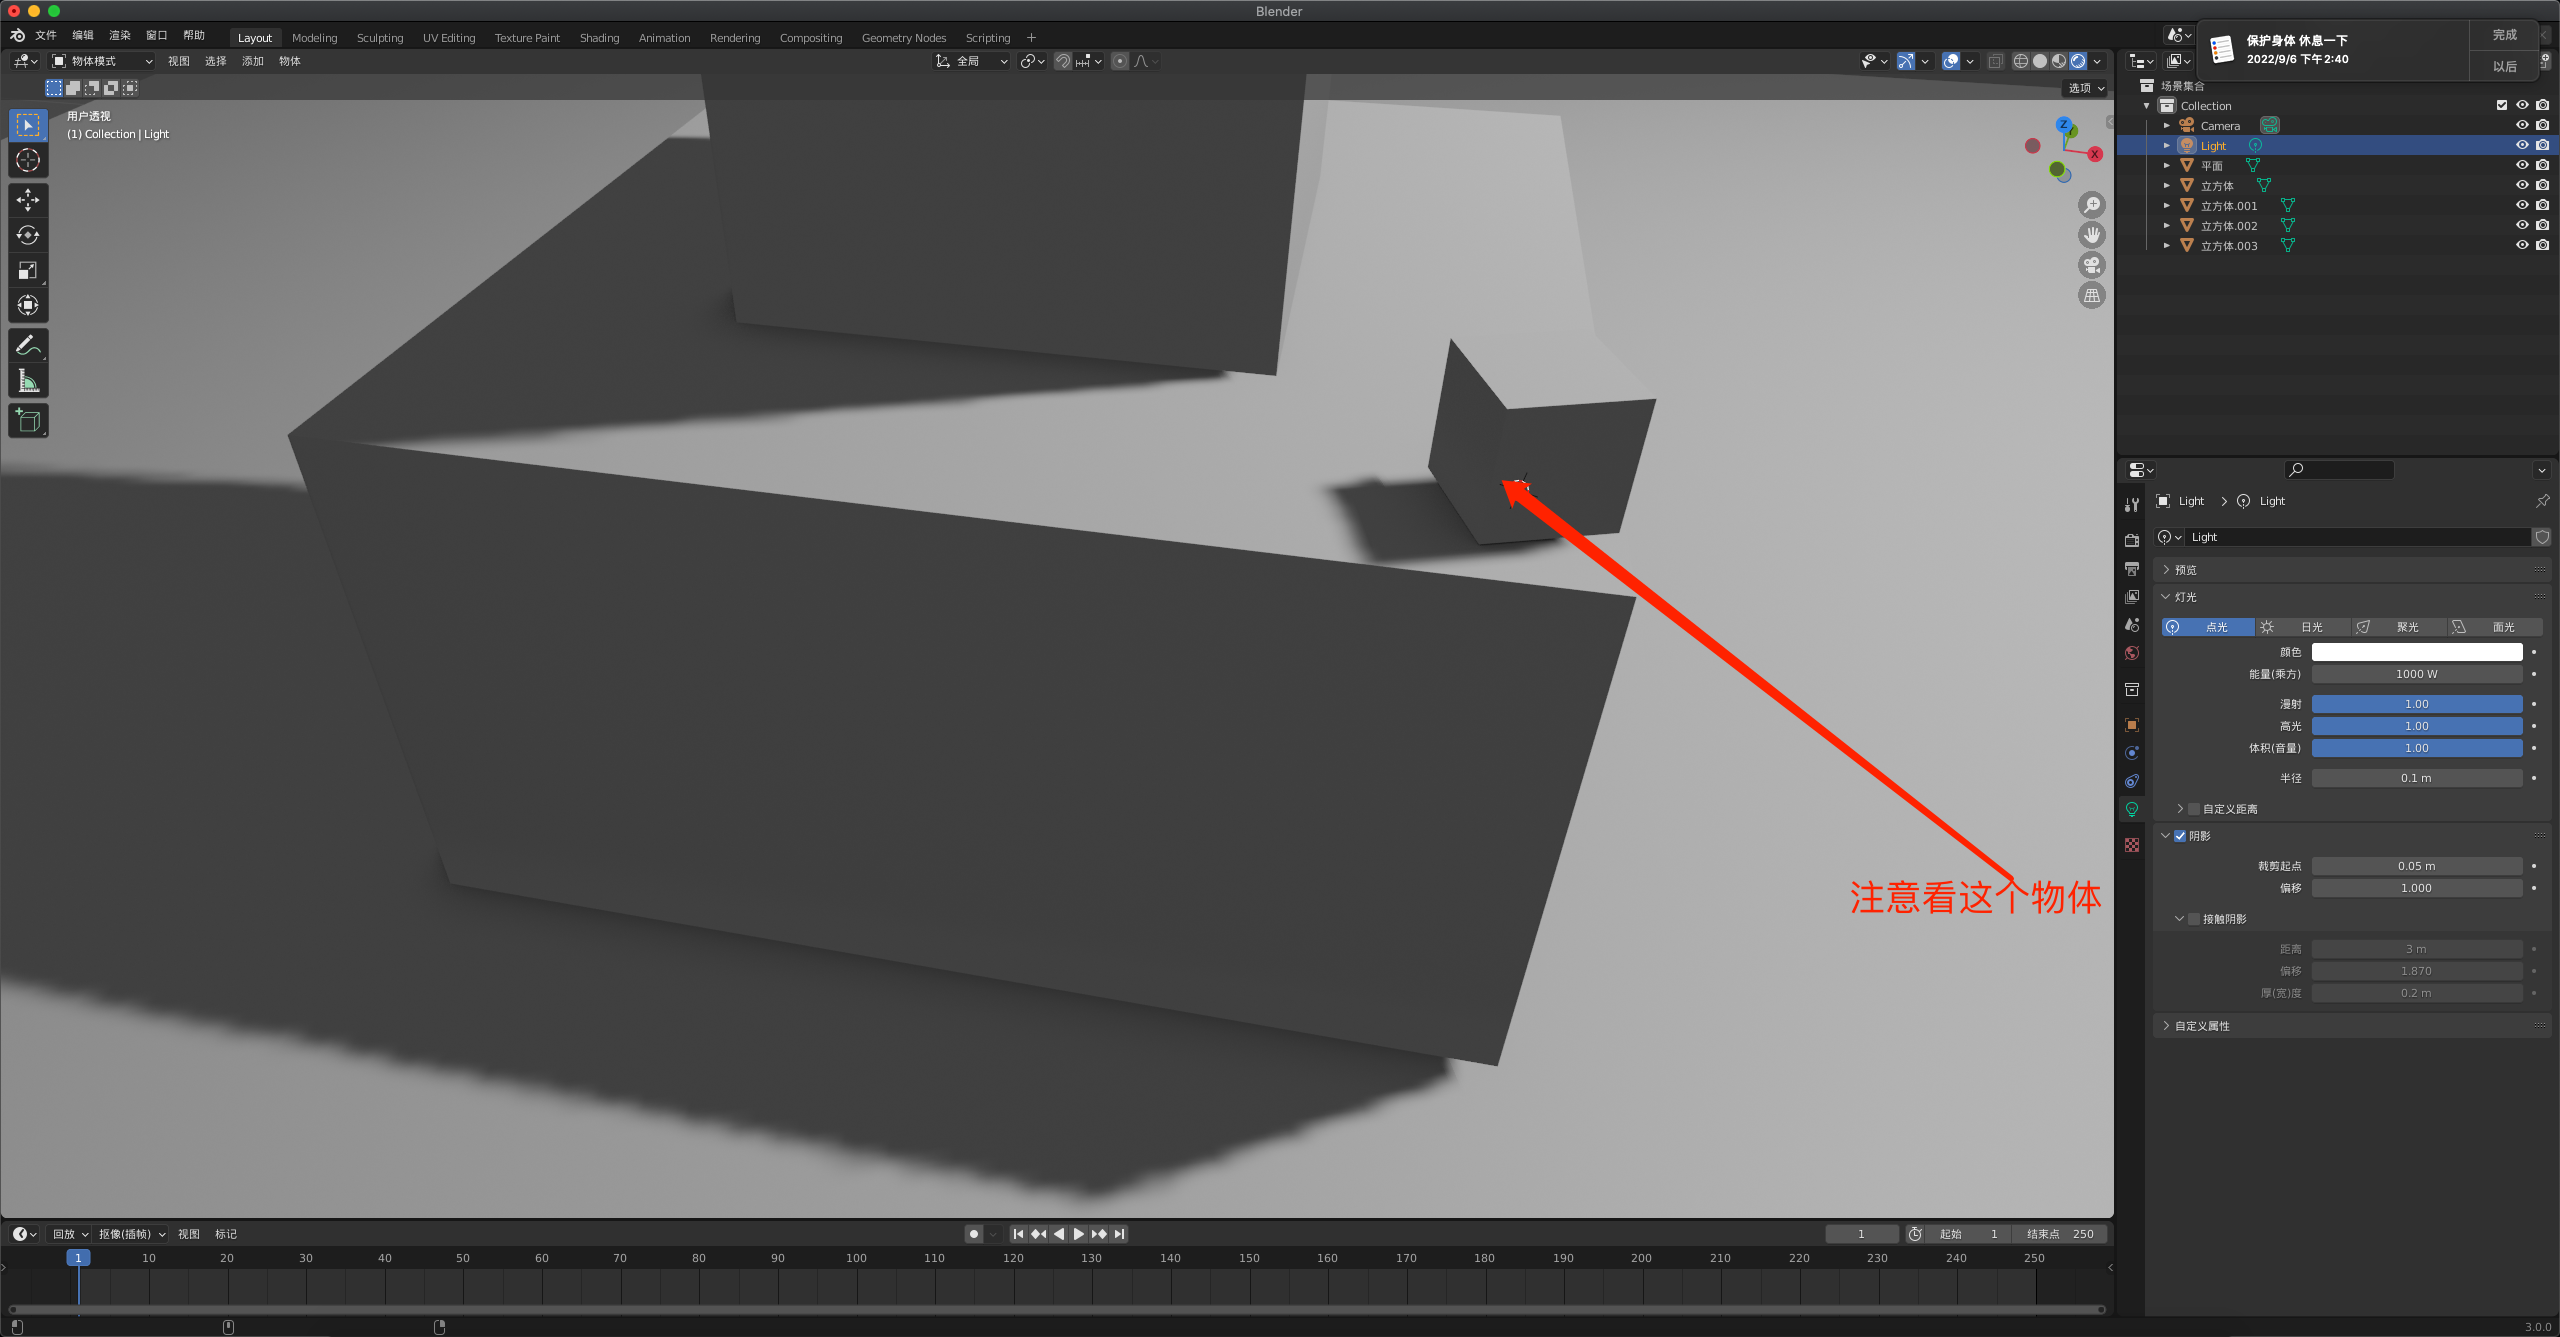 Blender
文件 编辑 渲染 窗口 帮助 Layout Modeling Sculpting UV Editing Texture Paint Shading Animation Rendering Compositing Geometry Nodes Scripting +
物体模式 视图 选择 添加 物体 全局
选项
用户透视
(1) Collection | Light
Z
X
注意看这个物体
保护身体 休息一下
2022/9/6 下午2:40
完成
以后
场景集合
Collection
Camera
Light
平面
立方体
立方体.001
立方体.002
立方体.003
Light > Light
Light
预览
灯光
点光 日光 聚光 面光
颜色
能量(乘方) 1000 W
漫射 1.00
高光 1.00
体积(音量) 1.00
半径 0.1 m
自定义距离
阴影
裁剪起点 0.05 m
偏移 1.000
接触阴影
距离 3 m
偏移 1.870
厚(宽)度 0.2 m
自定义属性
回放 抠像(插帧) 视图 标记 1 起始 1 结束点 250
1 10 20 30 40 50 60 70 80 90 100 110 120 130 140 150 160 170 180 190 200 210 220 230 240 250
3.0.0